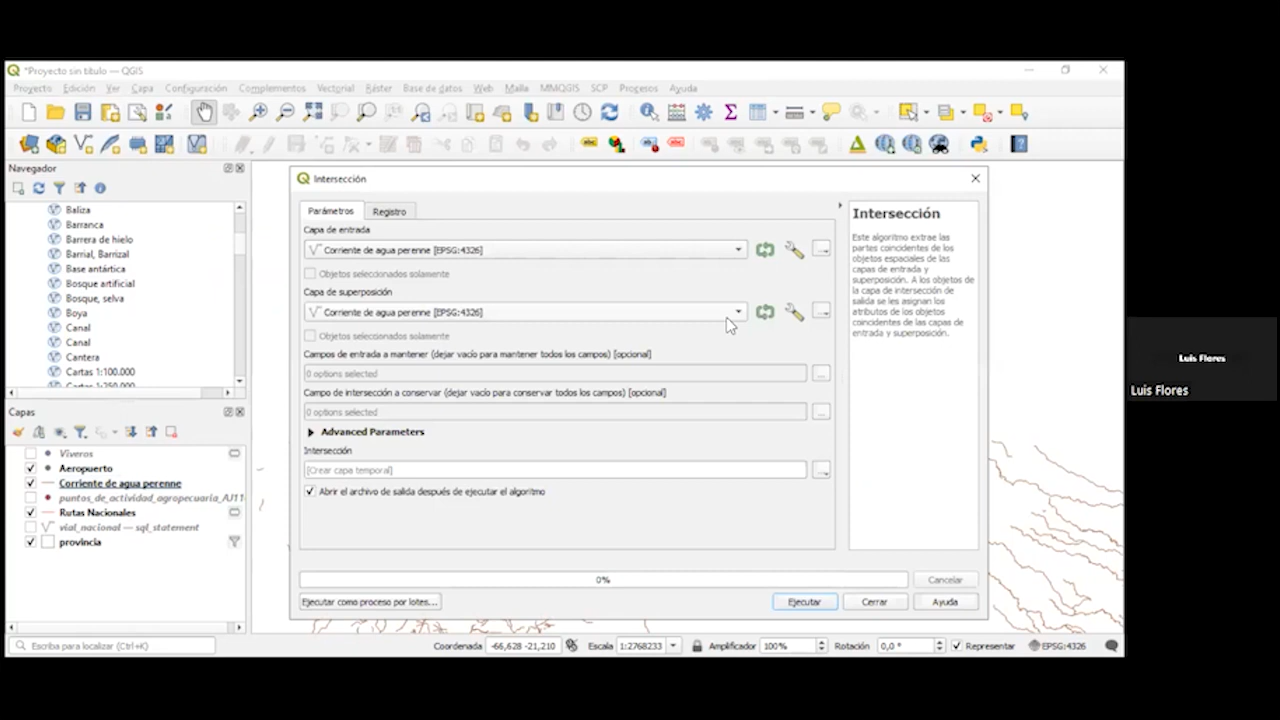 *Proyecto sin título — QGIS
Proyecto Edición Ver Capa Configuración Complementos Vectorial Ráster Base de datos Web Malla MMQGIS SCP Procesos Ayuda
Navegador
Baliza
Barranca
Barrera de hielo
Barrial, Barrizal
Base antártica
Bosque artificial
Bosque, selva
Boya
Canal
Canal
Cantera
Cartas 1:100.000
Cartas 1:250.000
Capas
Viveros
Aeropuerto
Corriente de agua perenne
puntos_de_actividad_agropecuaria_AJ11
Rutas Nacionales
vial_nacional — sql_statement
provincia
Intersección
Parámetros Registro
Capa de entrada
Corriente de agua perenne [EPSG:4326]
Objetos seleccionados solamente
Capa de superposición
Corriente de agua perenne [EPSG:4326]
Objetos seleccionados solamente
Campos de entrada a mantener (dejar vacío para mantener todos los campos) [opcional]
0 options selected
Campo de intersección a conservar (dejar vacío para conservar todos los campos) [opcional]
0 options selected
Advanced Parameters
Intersección
[Crear capa temporal]
Abrir el archivo de salida después de ejecutar el algoritmo
0%
Cancelar
Ejecutar como proceso por lotes...
Ejecutar Cerrar Ayuda
Intersección
Este algoritmo extrae las
partes coincidentes de los
objetos espaciales de las
capas de entrada y
superposición. A los objetos de
la capa de intersección de
salida se les asignan los
atributos de los objetos
coincidentes de las capas de
entrada y superposición.
Escriba para localizar (Ctrl+K)
Coordenada -66,628 -21,210 Escala 1:2768233 Amplificador 100% Rotación 0,0 ° Representar EPSG:4326
Luis Flores
Luis Flores